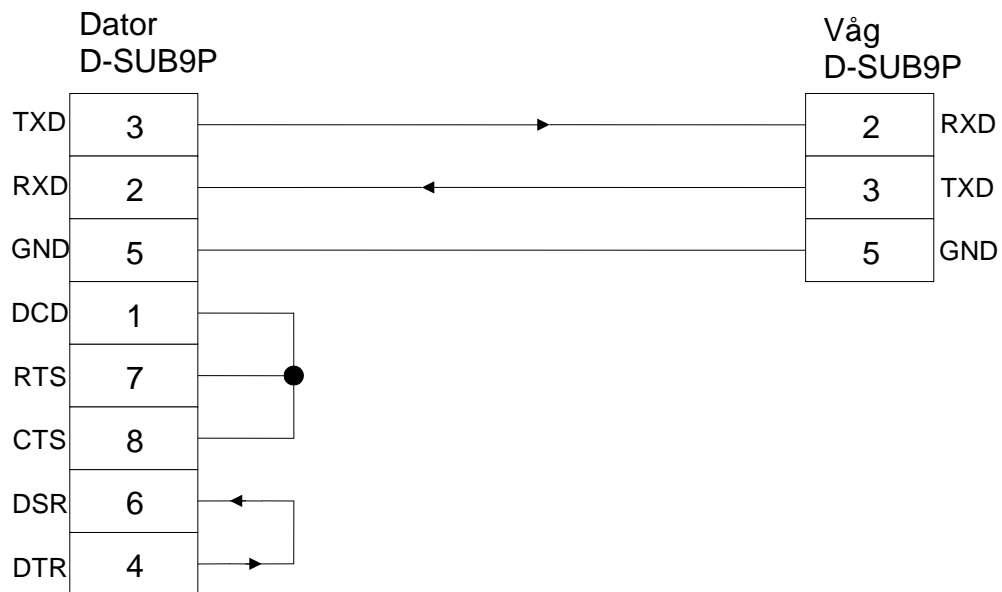 Dator
D-SUB9P
Våg
D-SUB9P
TXD 3 2 RXD
RXD 2 3 TXD
GND 5 5 GND
DCD 1
RTS 7
CTS 8
DSR 6
DTR 4